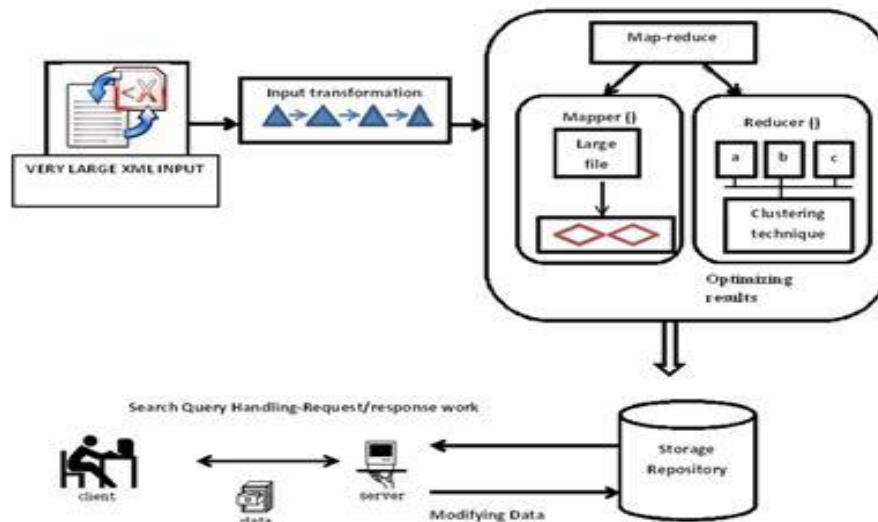 Map-reduce
Input transformation
VERY LARGE XML INPUT
Mapper ()
Large
file
Reducer ()
a
b
c
Clustering
technique
Optimizing
results
Search Query Handling-Request/response work
Storage
Repository
client
server
data
Modifying Data